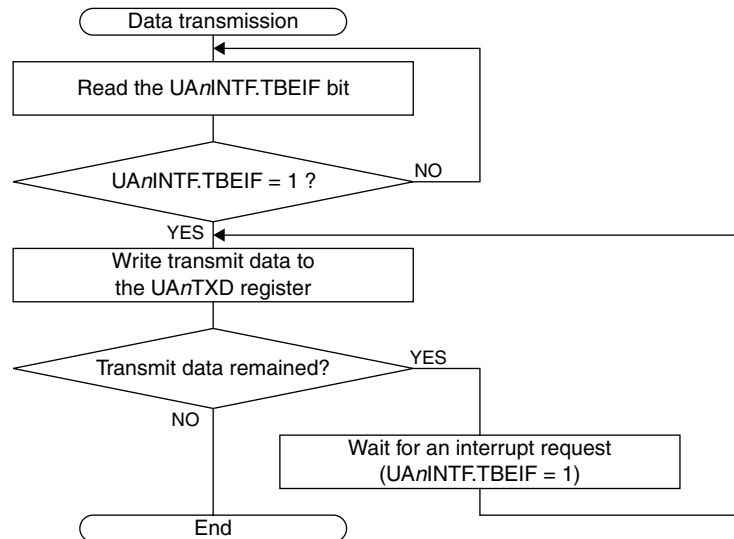 Data transmission
Read the UAnINTF.TBEIF bit
UAnINTF.TBEIF = 1 ?
NO
YES
Write transmit data to
the UAnTXD register
Transmit data remained?
YES
NO
Wait for an interrupt request
(UAnINTF.TBEIF = 1)
End